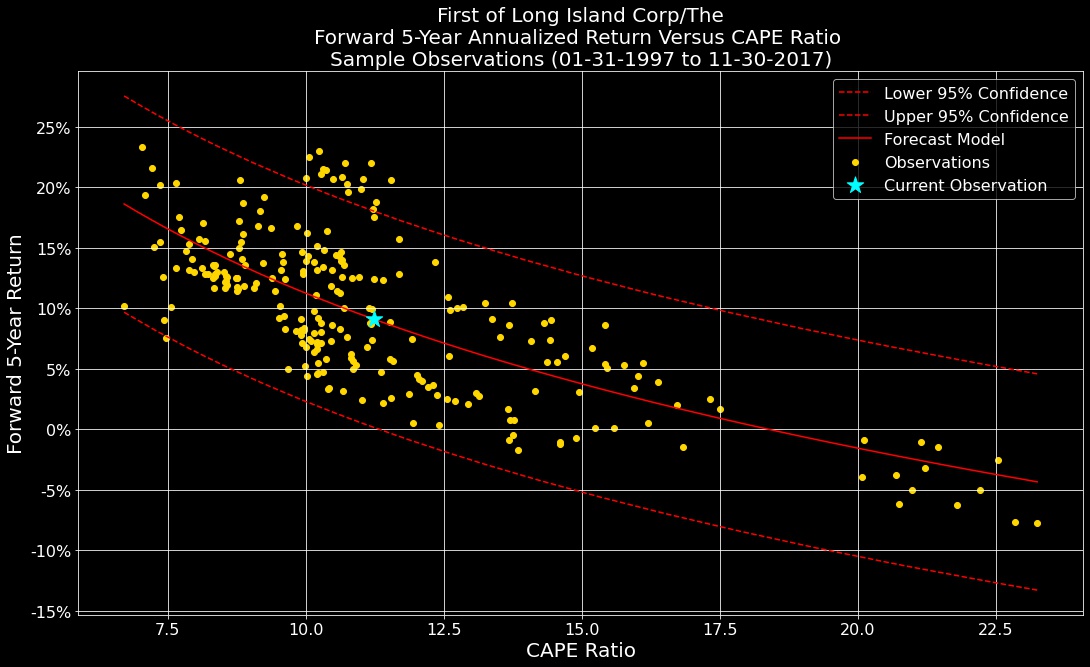 First of Long Island Corp/The
Forward 5-Year Annualized Return Versus CAPE Ratio
Sample Observations (01-31-1997 to 11-30-2017)
Lower 95% Confidence
Upper 95% Confidence
Forecast Model
Observations
Current Observation
Forward 5-Year Return
25%
20%
15%
10%
5%
0%
-5%
-10%
-15%
7.5
10.0
12.5
15.0
17.5
20.0
22.5
CAPE Ratio